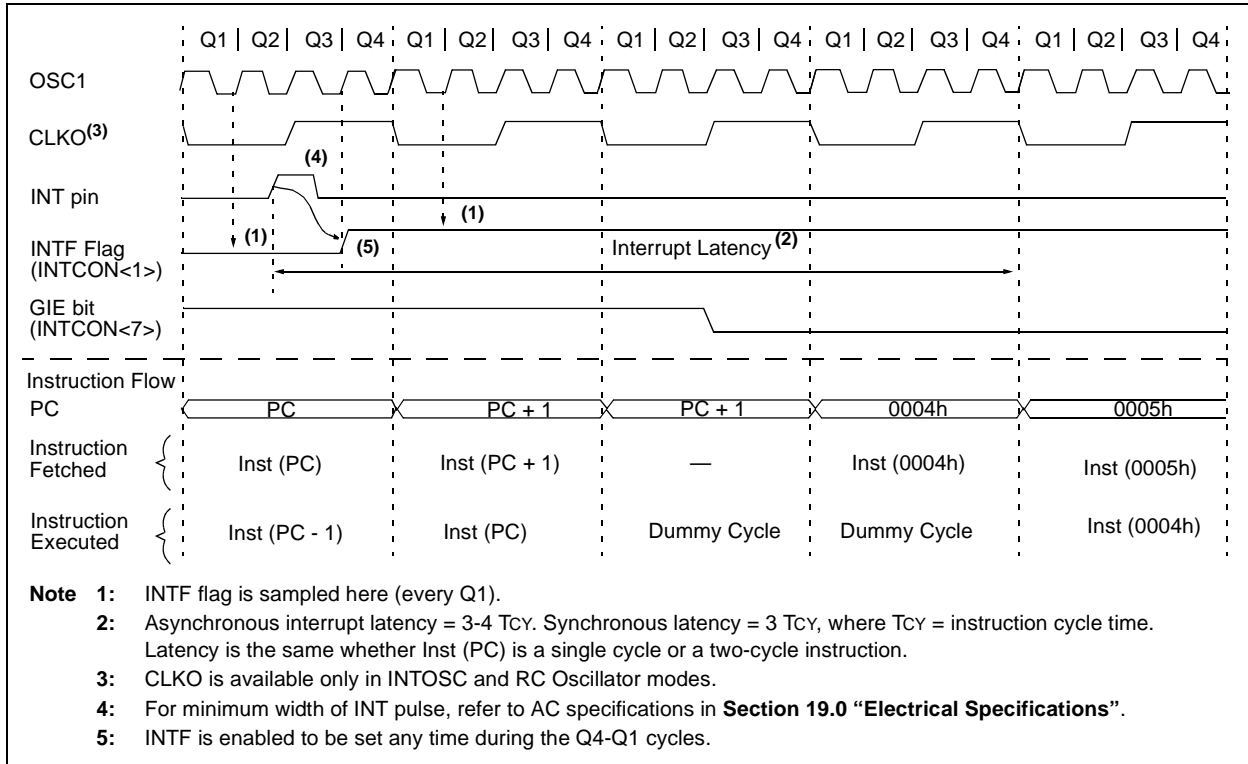 Q1 | Q2 | Q3 | Q4 Q1 | Q2 | Q3 | Q4 Q1 | Q2 | Q3 | Q4 Q1 | Q2 | Q3 | Q4 Q1 | Q2 | Q3 | Q4
OSC1
CLKO(3)
(4)
INT pin
(1)
(1)
INTF Flag
(INTCON<1>)
(5)
Interrupt Latency(2)
GIE bit
(INTCON<7>)
Instruction Flow
PC PC PC + 1 PC + 1 0004h 0005h
Instruction
Fetched
Inst (PC) Inst (PC + 1) — Inst (0004h) Inst (0005h)
Instruction
Executed
Inst (PC - 1) Inst (PC) Dummy Cycle Dummy Cycle Inst (0004h)
Note 1: INTF flag is sampled here (every Q1).
2: Asynchronous interrupt latency = 3-4 TCY. Synchronous latency = 3 TCY, where TCY = instruction cycle time.
Latency is the same whether Inst (PC) is a single cycle or a two-cycle instruction.
3: CLKO is available only in INTOSC and RC Oscillator modes.
4: For minimum width of INT pulse, refer to AC specifications in Section 19.0 “Electrical Specifications”.
5: INTF is enabled to be set any time during the Q4-Q1 cycles.